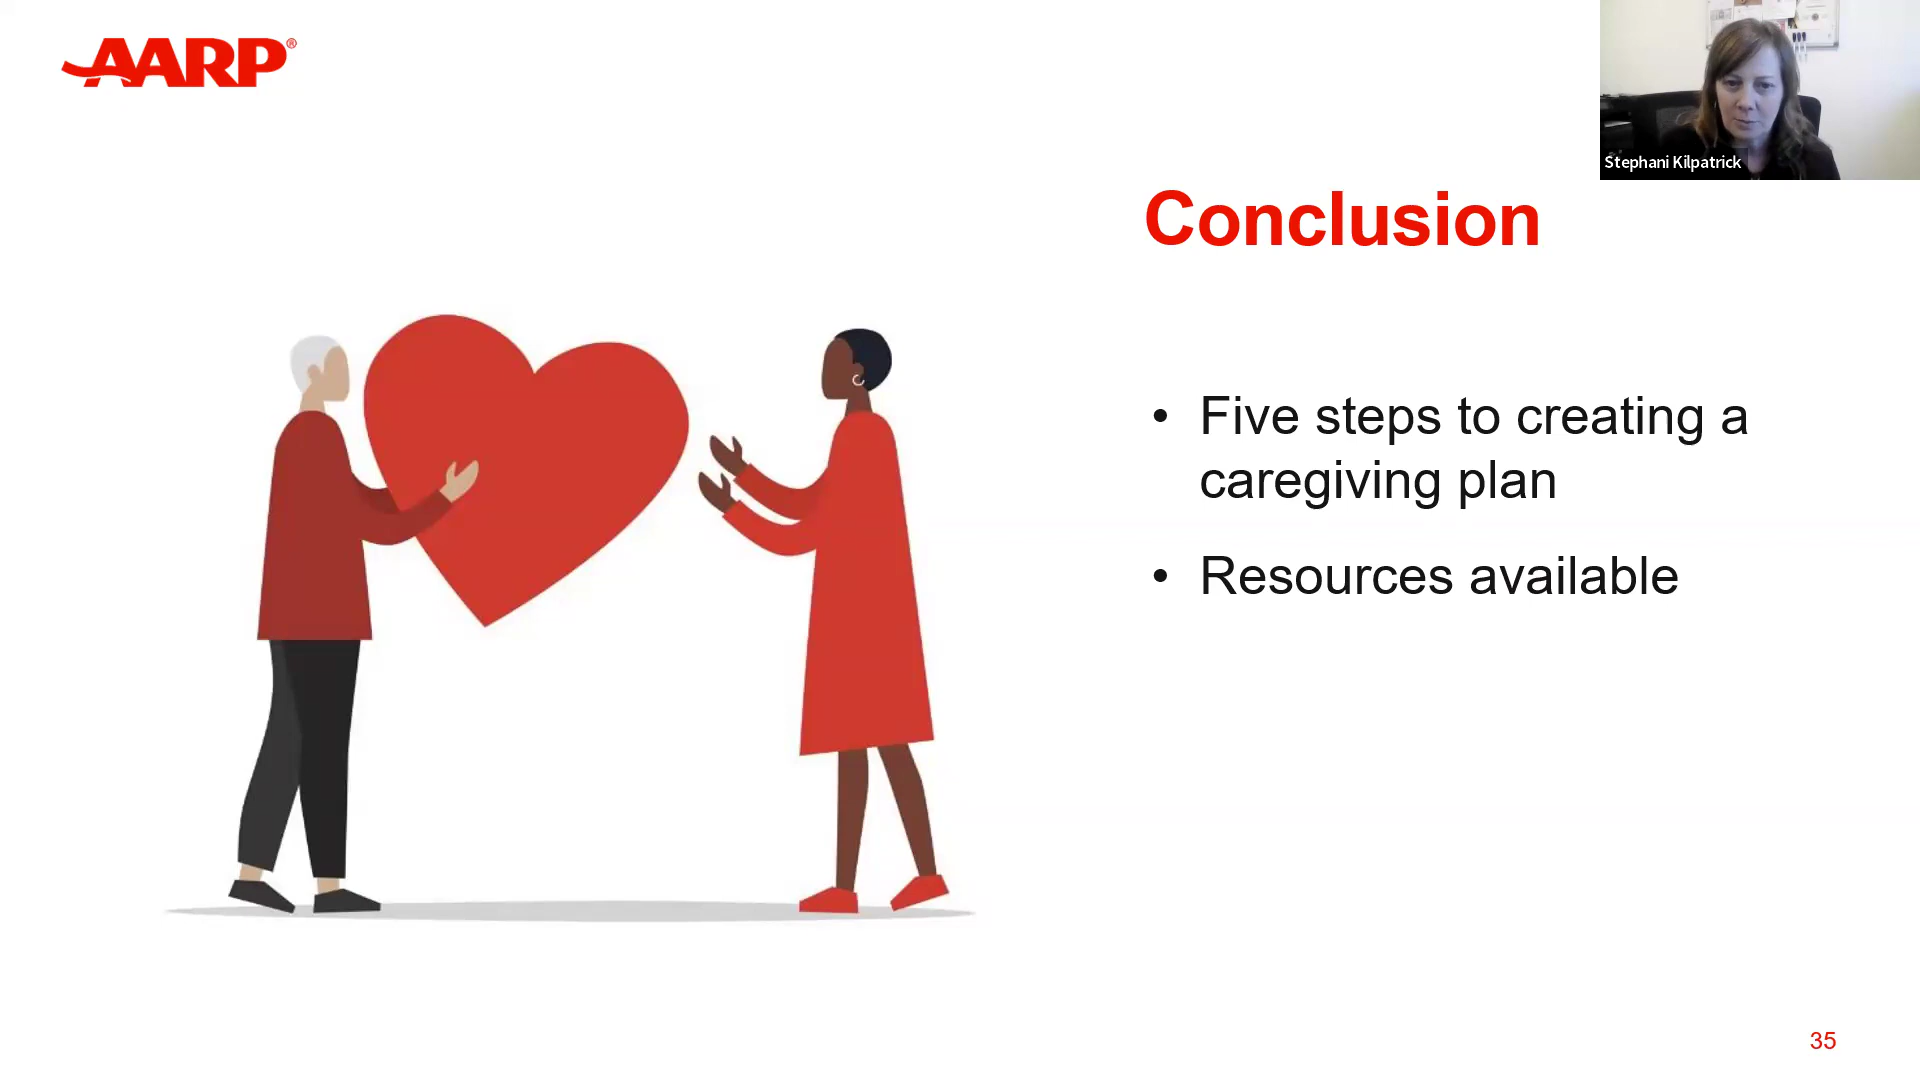 AARP®
Stephani Kilpatrick
Conclusion
• Five steps to creating a
caregiving plan
• Resources available
35